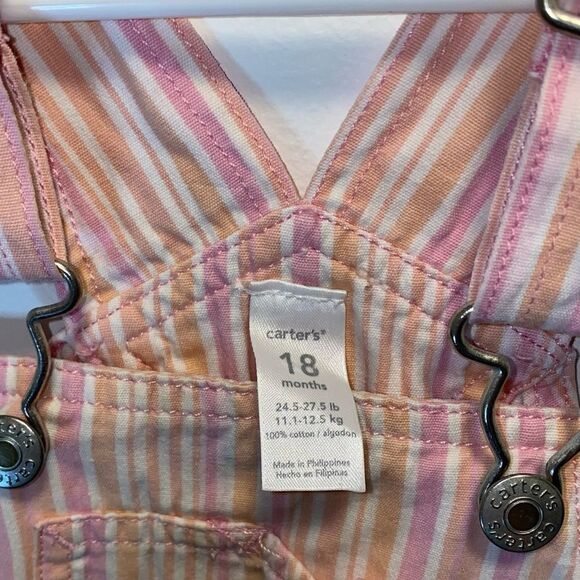 carter's®
18
months
24.5-27.5 lb
11.1-12.5 kg
100% cotton / algodon
Made in Philippines
Hecho en Filipinas
carter's
carter's